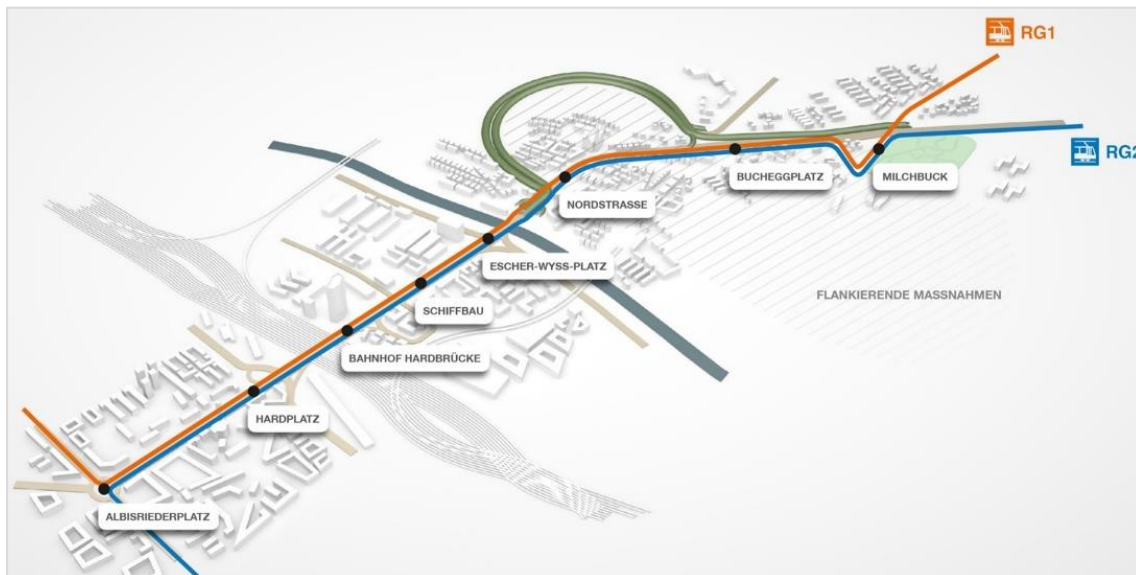 RG1
RG2
BUCHEGGPLATZ
MILCHBUCK
NORDSTRASSE
ESCHER-WYSS-PLATZ
FLANKIERENDE MASSNAHMEN
SCHIFFBAU
BAHNHOF HARDBRÜCKE
HARDPLATZ
ALBISRIEDERPLATZ